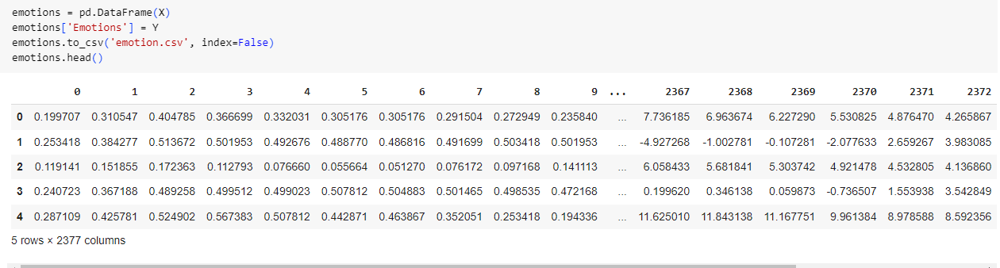 emotions = pd.DataFrame(X)
emotions['Emotions'] = Y
emotions.to_csv('emotion.csv', index=False)
emotions.head()
0 1 2 3 4 5 6 7 8 9 ... 2367 2368 2369 2370 2371 2372
0 0.199707 0.310547 0.404785 0.366699 0.332031 0.305176 0.305176 0.291504 0.272949 0.235840 ... 7.736185 6.963674 6.227290 5.530825 4.876470 4.265867
1 0.253418 0.384277 0.513672 0.501953 0.492676 0.488770 0.486816 0.491699 0.503418 0.501953 ... -4.927268 -1.002781 -0.107281 -2.077633 2.659267 3.983085
2 0.119141 0.151855 0.172363 0.112793 0.076660 0.055664 0.051270 0.076172 0.097168 0.141113 ... 6.058433 5.681841 5.303742 4.921478 4.532805 4.136860
3 0.240723 0.367188 0.489258 0.499512 0.499023 0.507812 0.504883 0.501465 0.498535 0.472168 ... 0.199620 0.346138 0.059873 -0.736507 1.553938 3.542849
4 0.287109 0.425781 0.524902 0.567383 0.507812 0.442871 0.463867 0.352051 0.253418 0.194336 ... 11.625010 11.843138 11.167751 9.961384 8.978588 8.592356
5 rows × 2377 columns